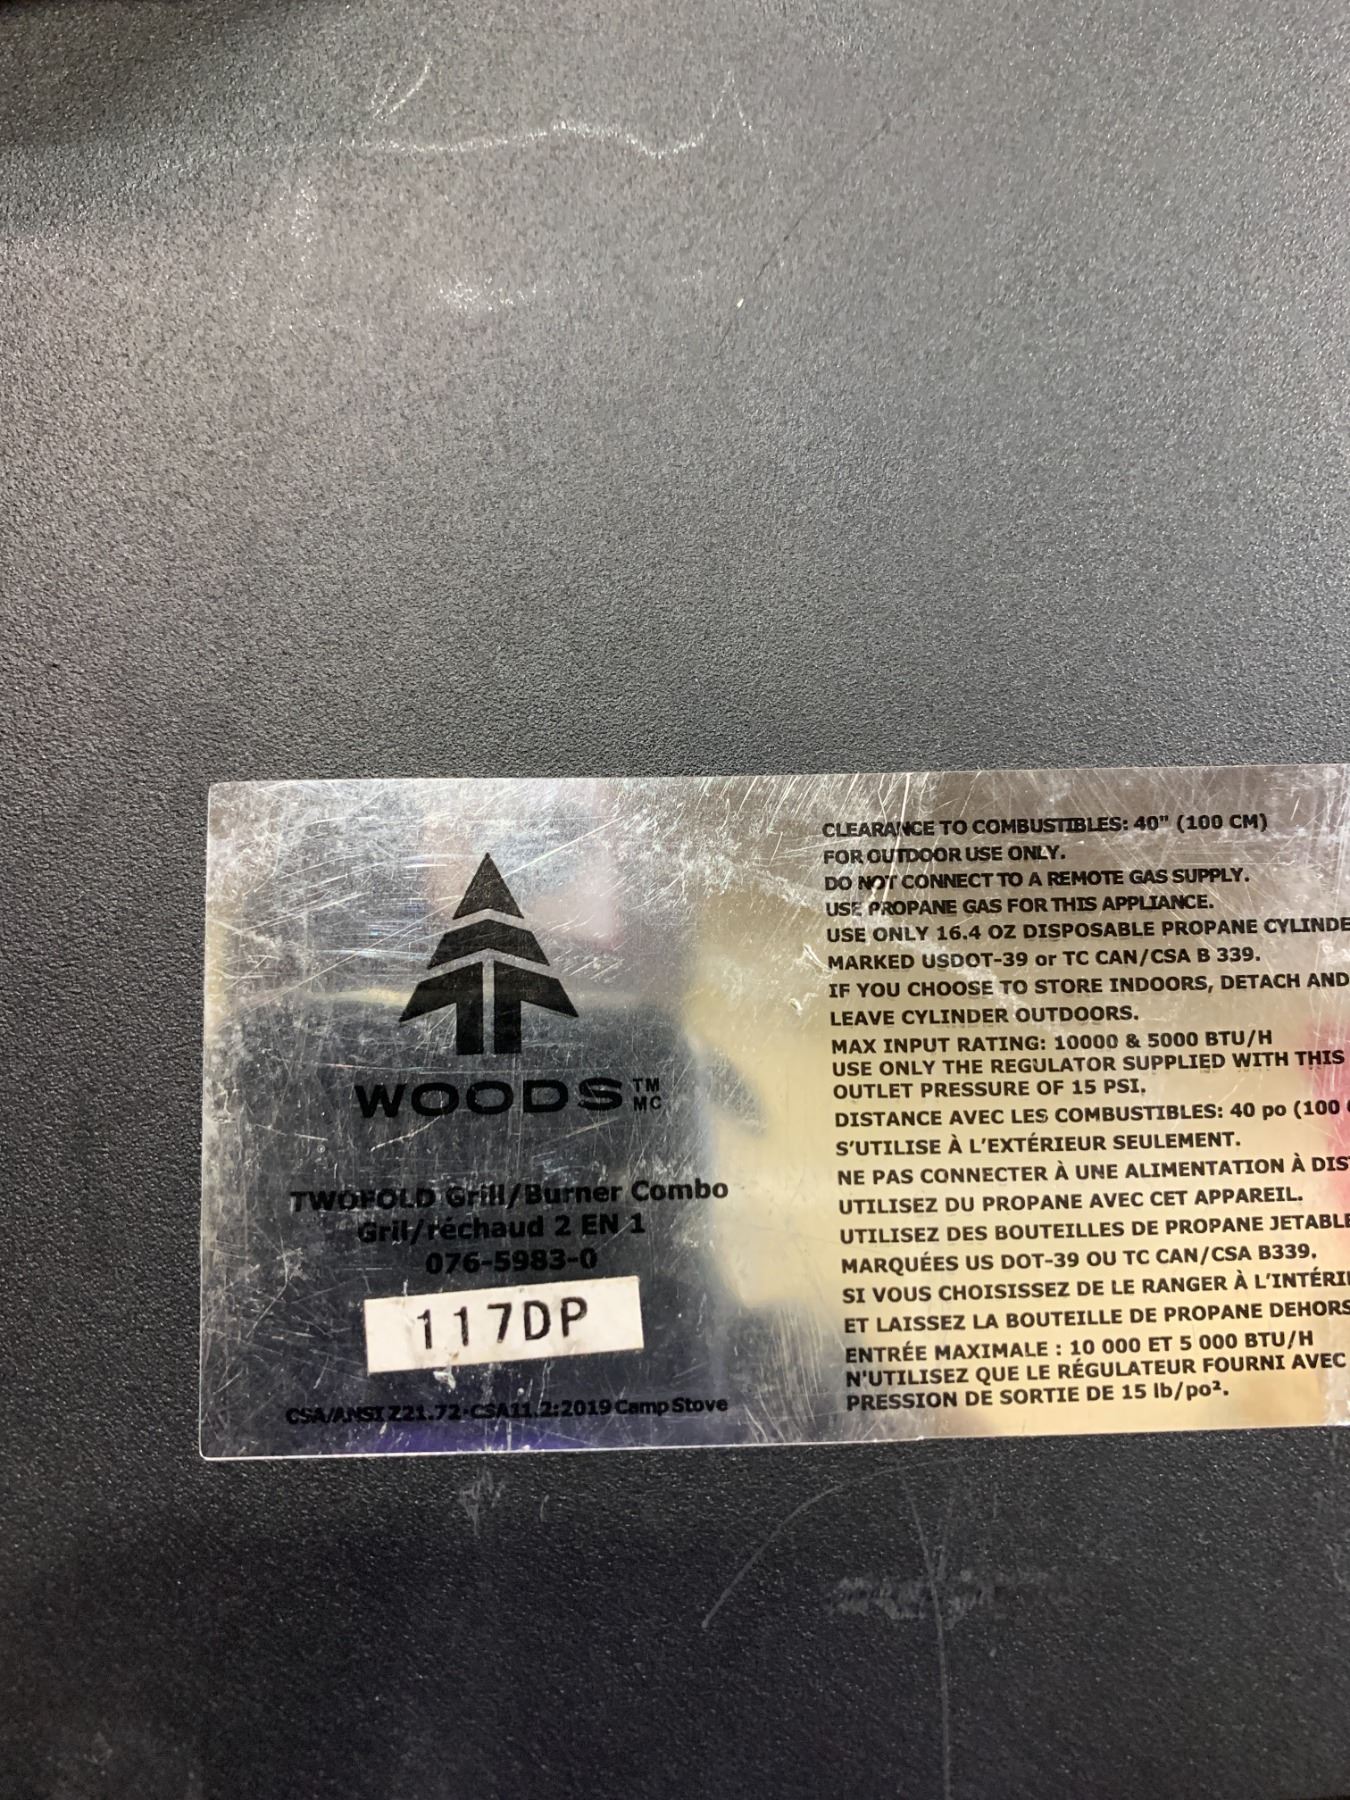 WOODS™ MC
TWOFOLD Grill/Burner Combo
Gril/réchaud 2 EN 1
076-5983-0
117DP
CSA/ANSI Z21.72·CSA11.2:2019 Camp Stove
CLEARANCE TO COMBUSTIBLES: 40" (100 CM)
FOR OUTDOOR USE ONLY.
DO NOT CONNECT TO A REMOTE GAS SUPPLY.
USE PROPANE GAS FOR THIS APPLIANCE.
USE ONLY 16.4 OZ DISPOSABLE PROPANE CYLINDE
MARKED USDOT-39 or TC CAN/CSA B 339.
IF YOU CHOOSE TO STORE INDOORS, DETACH AND
LEAVE CYLINDER OUTDOORS.
MAX INPUT RATING: 10000 & 5000 BTU/H
USE ONLY THE REGULATOR SUPPLIED WITH THIS
OUTLET PRESSURE OF 15 PSI.
DISTANCE AVEC LES COMBUSTIBLES: 40 po (100
S'UTILISE À L'EXTÉRIEUR SEULEMENT.
NE PAS CONNECTER À UNE ALIMENTATION À DIS
UTILISEZ DU PROPANE AVEC CET APPAREIL.
UTILISEZ DES BOUTEILLES DE PROPANE JETABLE
MARQUÉES US DOT-39 OU TC CAN/CSA B339.
SI VOUS CHOISISSEZ DE LE RANGER À L'INTÉRI
ET LAISSEZ LA BOUTEILLE DE PROPANE DEHORS
ENTRÉE MAXIMALE : 10 000 ET 5 000 BTU/H
N'UTILISEZ QUE LE RÉGULATEUR FOURNI AVEC
PRESSION DE SORTIE DE 15 lb/po².